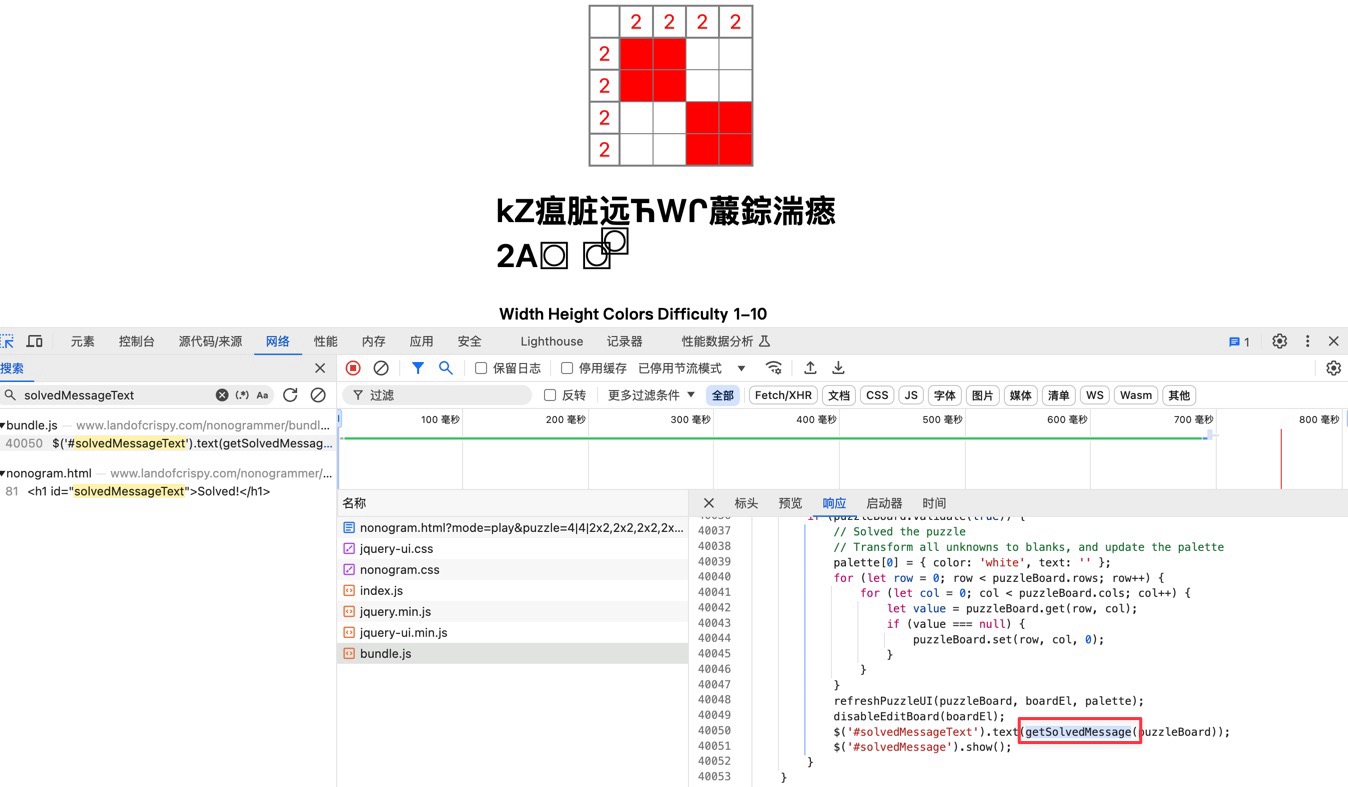 2 2 2 2
2
2
2
2
kZ瘟脏远ЋWՐ蘼錝湍瘱
2A
Width Height Colors Difficulty 1–10
元素 控制台 源代码/来源 网络 性能 内存 应用 安全 Lighthouse 记录器 性能数据分析 1
搜索
保留日志 停用缓存 已停用节流模式
solvedMessageText (.*) Aa
过滤 反转 更多过滤条件 全部 Fetch/XHR 文档 CSS JS 字体 图片 媒体 清单 WS Wasm 其他
bundle.js — www.landofcrispy.com/nonogrammer/bundl...
40050 $('#solvedMessageText').text(getSolvedMessag...
nonogram.html — www.landofcrispy.com/nonogrammer/...
81 <h1 id="solvedMessageText">Solved!</h1>
100 毫秒 200 毫秒 300 毫秒 400 毫秒 500 毫秒 600 毫秒 700 毫秒 800 毫秒
名称
nonogram.html?mode=play&puzzle=4|4|2x2,2x2,2x2,2x...
jquery-ui.css
nonogram.css
index.js
jquery.min.js
jquery-ui.min.js
bundle.js
标头 预览 响应 启动器 时间
40036 if (puzzleBoard.validate(true)) {
40037 // Solved the puzzle
40038 // Transform all unknowns to blanks, and update the palette
40039 palette[0] = { color: 'white', text: '' };
40040 for (let row = 0; row < puzzleBoard.rows; row++) {
40041 for (let col = 0; col < puzzleBoard.cols; col++) {
40042 let value = puzzleBoard.get(row, col);
40043 if (value === null) {
40044 puzzleBoard.set(row, col, 0);
40045 }
40046 }
40047 }
40048 refreshPuzzleUI(puzzleBoard, boardEl, palette);
40049 disableEditBoard(boardEl);
40050 $('#solvedMessageText').text(getSolvedMessage(puzzleBoard));
40051 $('#solvedMessage').show();
40052 }
40053 }